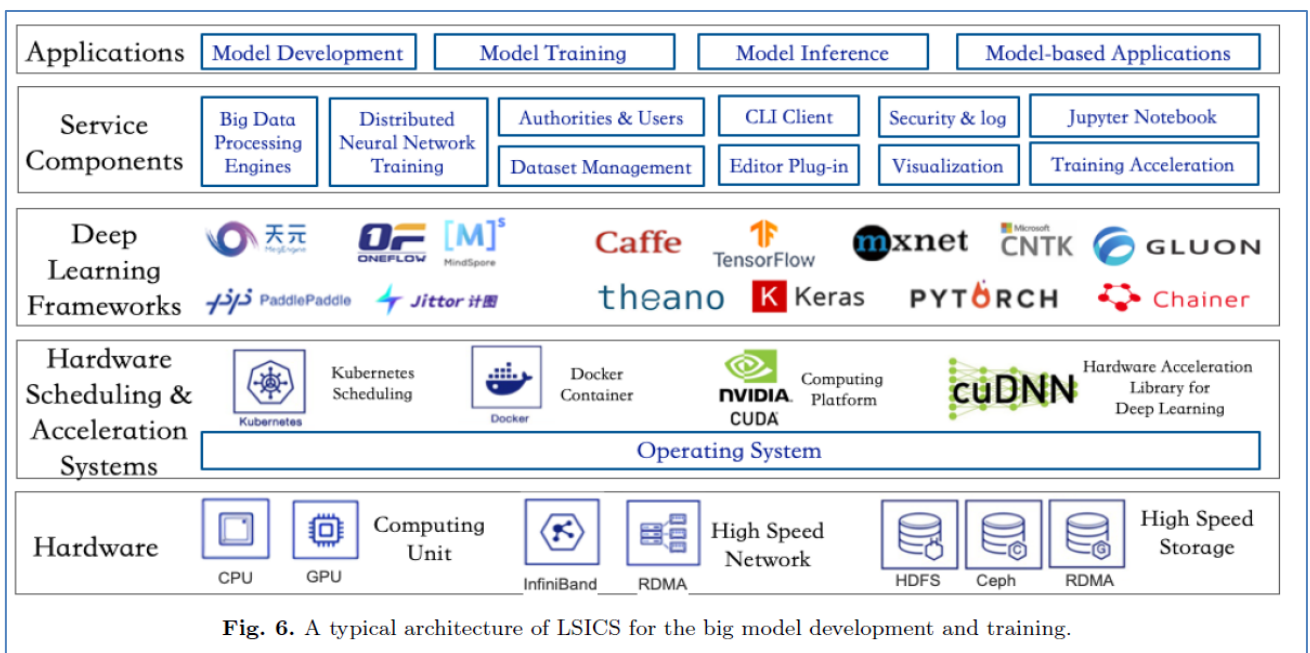 Applications
Model Development
Model Training
Model Inference
Model-based Applications
Service
Components
Big Data
Processing
Engines
Distributed
Neural Network
Training
Authorities & Users
Dataset Management
CLI Client
Editor Plug-in
Security & log
Visualization
Jupyter Notebook
Training Acceleration
Deep
Learning
Frameworks
天元
MegEngine
OF
ONEFLOW
[M]s
MindSpore
Caffe
TensorFlow
mxnet
Microsoft
CNTK
GLUON
PaddlePaddle
Jittor 计图
theano
K Keras
PYTORCH
Chainer
Hardware
Scheduling &
Acceleration
Systems
Kubernetes
Kubernetes
Scheduling
Docker
Docker
Container
NVIDIA.
CUDA
Computing
Platform
cuDNN
Hardware Acceleration
Library for
Deep Learning
Operating System
Hardware
CPU
GPU
Computing
Unit
InfiniBand
RDMA
High Speed
Network
HDFS
C
Ceph
G
RDMA
High Speed
Storage
Fig. 6. A typical architecture of LSICS for the big model development and training.